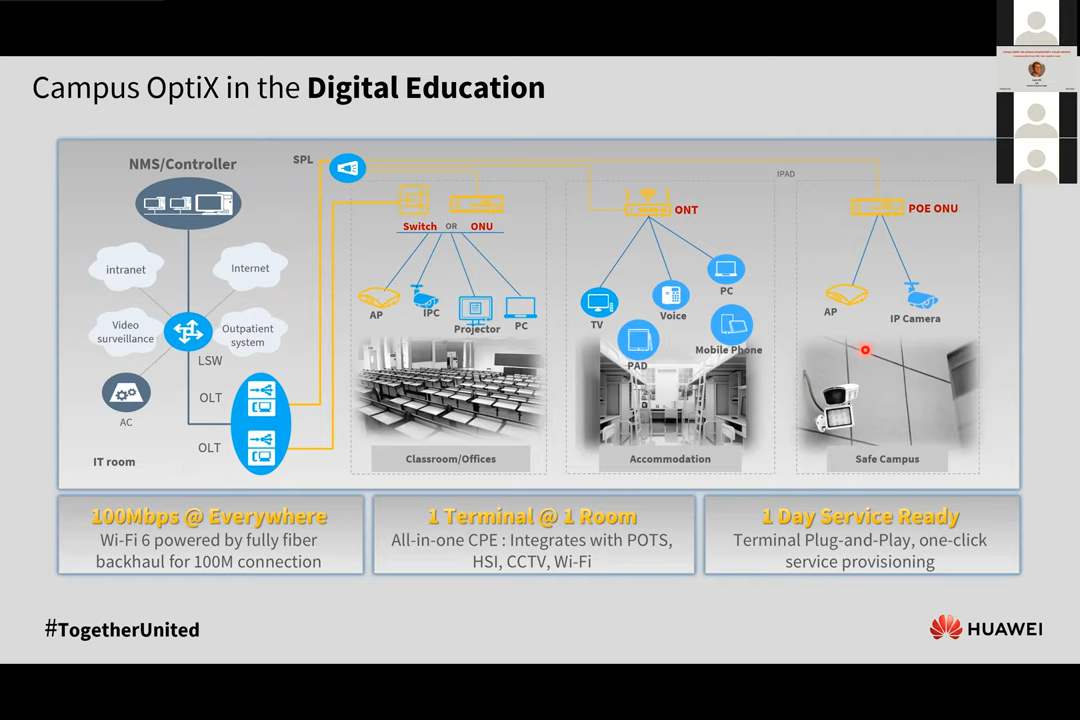 Campus OptiX in the Digital Education
NMS/Controller
SPL
intranet
Internet
Video
surveillance
Outpatient
system
LSW
AC
OLT
OLT
IT room
Switch OR ONU
AP
IPC
Projector
PC
Classroom/Offices
ONT
TV
PAD
Voice
PC
Mobile Phone
Accommodation
IPAD
POE ONU
AP
IP Camera
Safe Campus
100Mbps @ Everywhere
Wi-Fi 6 powered by fully fiber
backhaul for 100M connection
1 Terminal @ 1 Room
All-in-one CPE : Integrates with POTS,
HSI, CCTV, Wi-Fi
1 Day Service Ready
Terminal Plug-and-Play, one-click
service provisioning
#TogetherUnited
HUAWEI